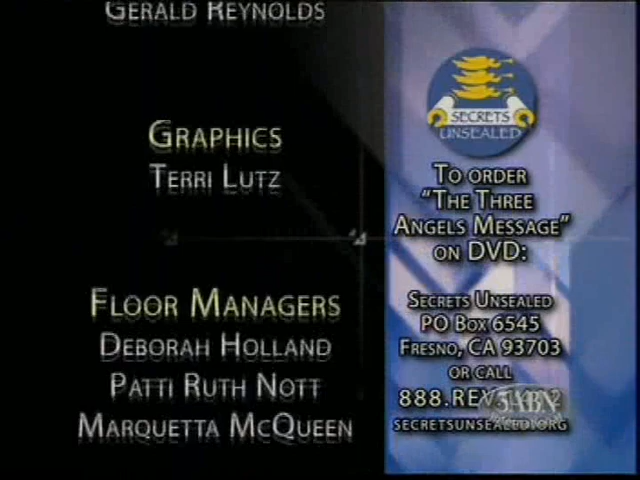 GERALD REYNOLDS
GRAPHICS
TERRI LUTZ
FLOOR MANAGERS
DEBORAH HOLLAND
PATTI RUTH NOTT
MARQUETTA MCQUEEN
SECRETS
UNSEALED
TO ORDER
"THE THREE
ANGELS MESSAGE"
ON DVD:
SECRETS UNSEALED
PO BOX 6545
FRESNO, CA 93703
OR CALL
SECRETSUNSEALED.ORG
3ABN